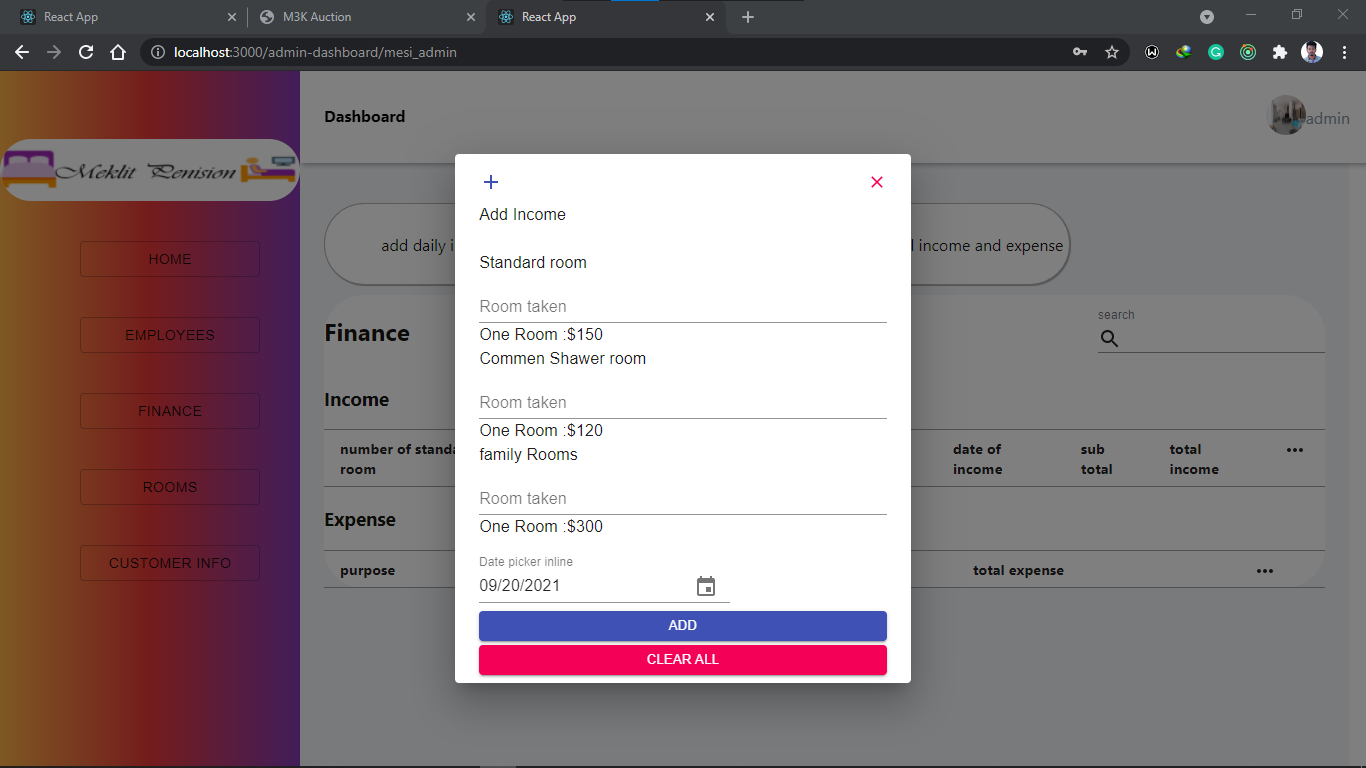 React App
M3K Auction
React App
localhost:3000/admin-dashboard/mesi_admin
Meklit Penision
HOME
EMPLOYEES
FINANCE
ROOMS
CUSTOMER INFO
Dashboard
admin
add daily i
l income and expense
Finance
search
Income
number of standa
room
date of
income
sub
total
total
income
Expense
purpose
total expense
Add Income
Standard room
Room taken
One Room :$150
Commen Shawer room
Room taken
One Room :$120
family Rooms
Room taken
One Room :$300
Date picker inline
09/20/2021
ADD
CLEAR ALL